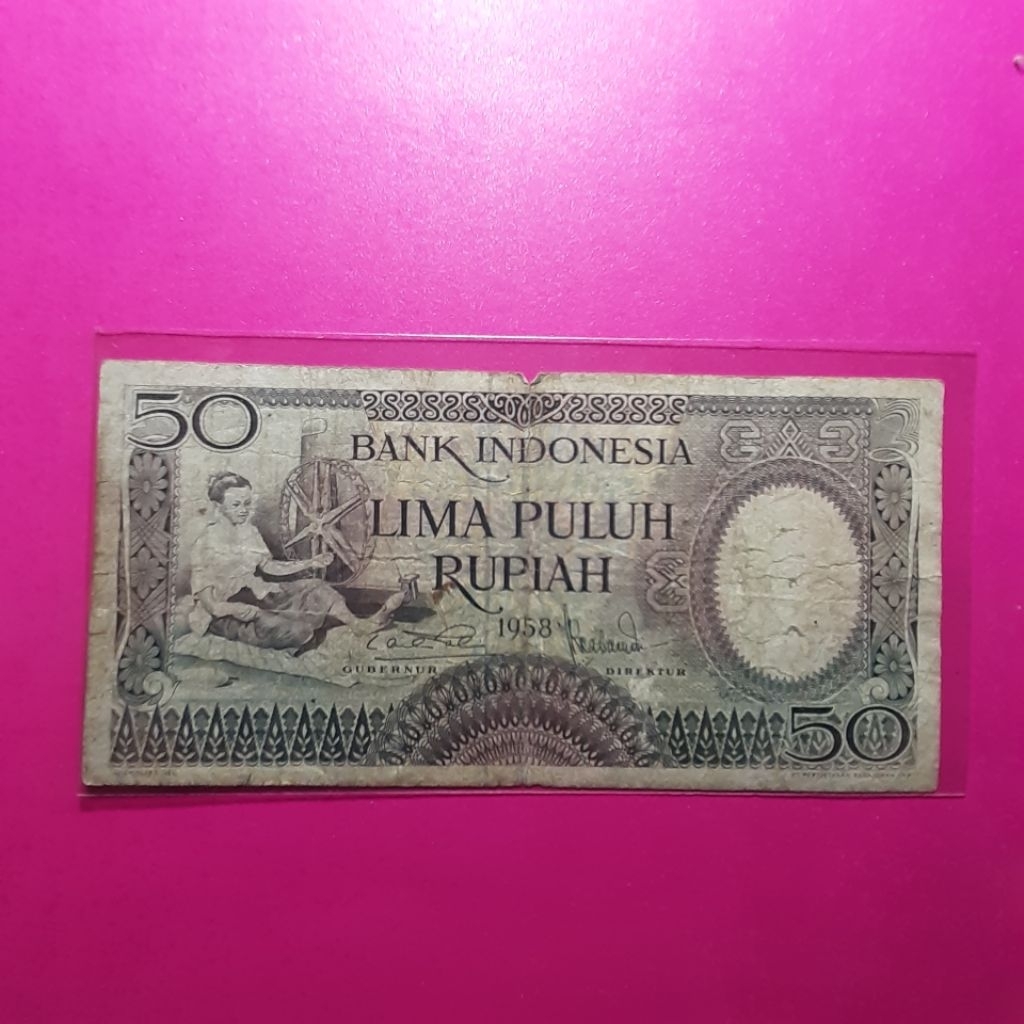 50
BANK INDONESIA
LIMA PULUH
RUPIAH
1958
GUBERNUR
DIREKTUR
50